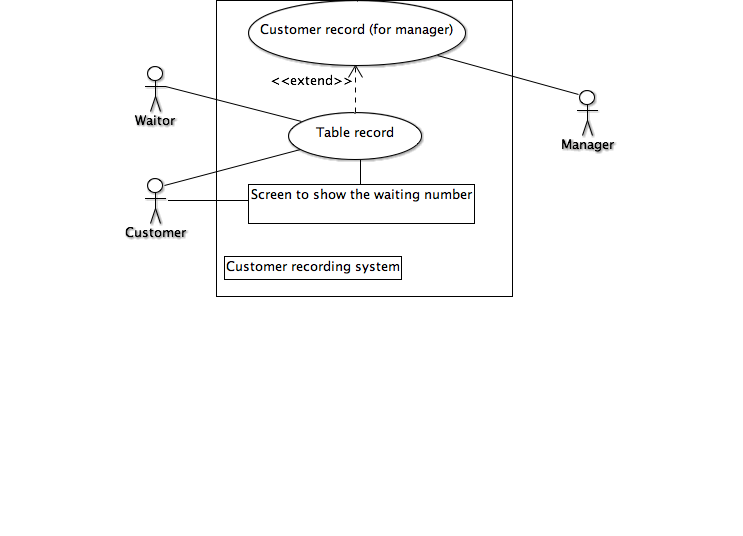 Customer record (for manager)
<<extend>>
Waitor
Table record
Manager
Screen to show the waiting number
Customer
Customer recording system